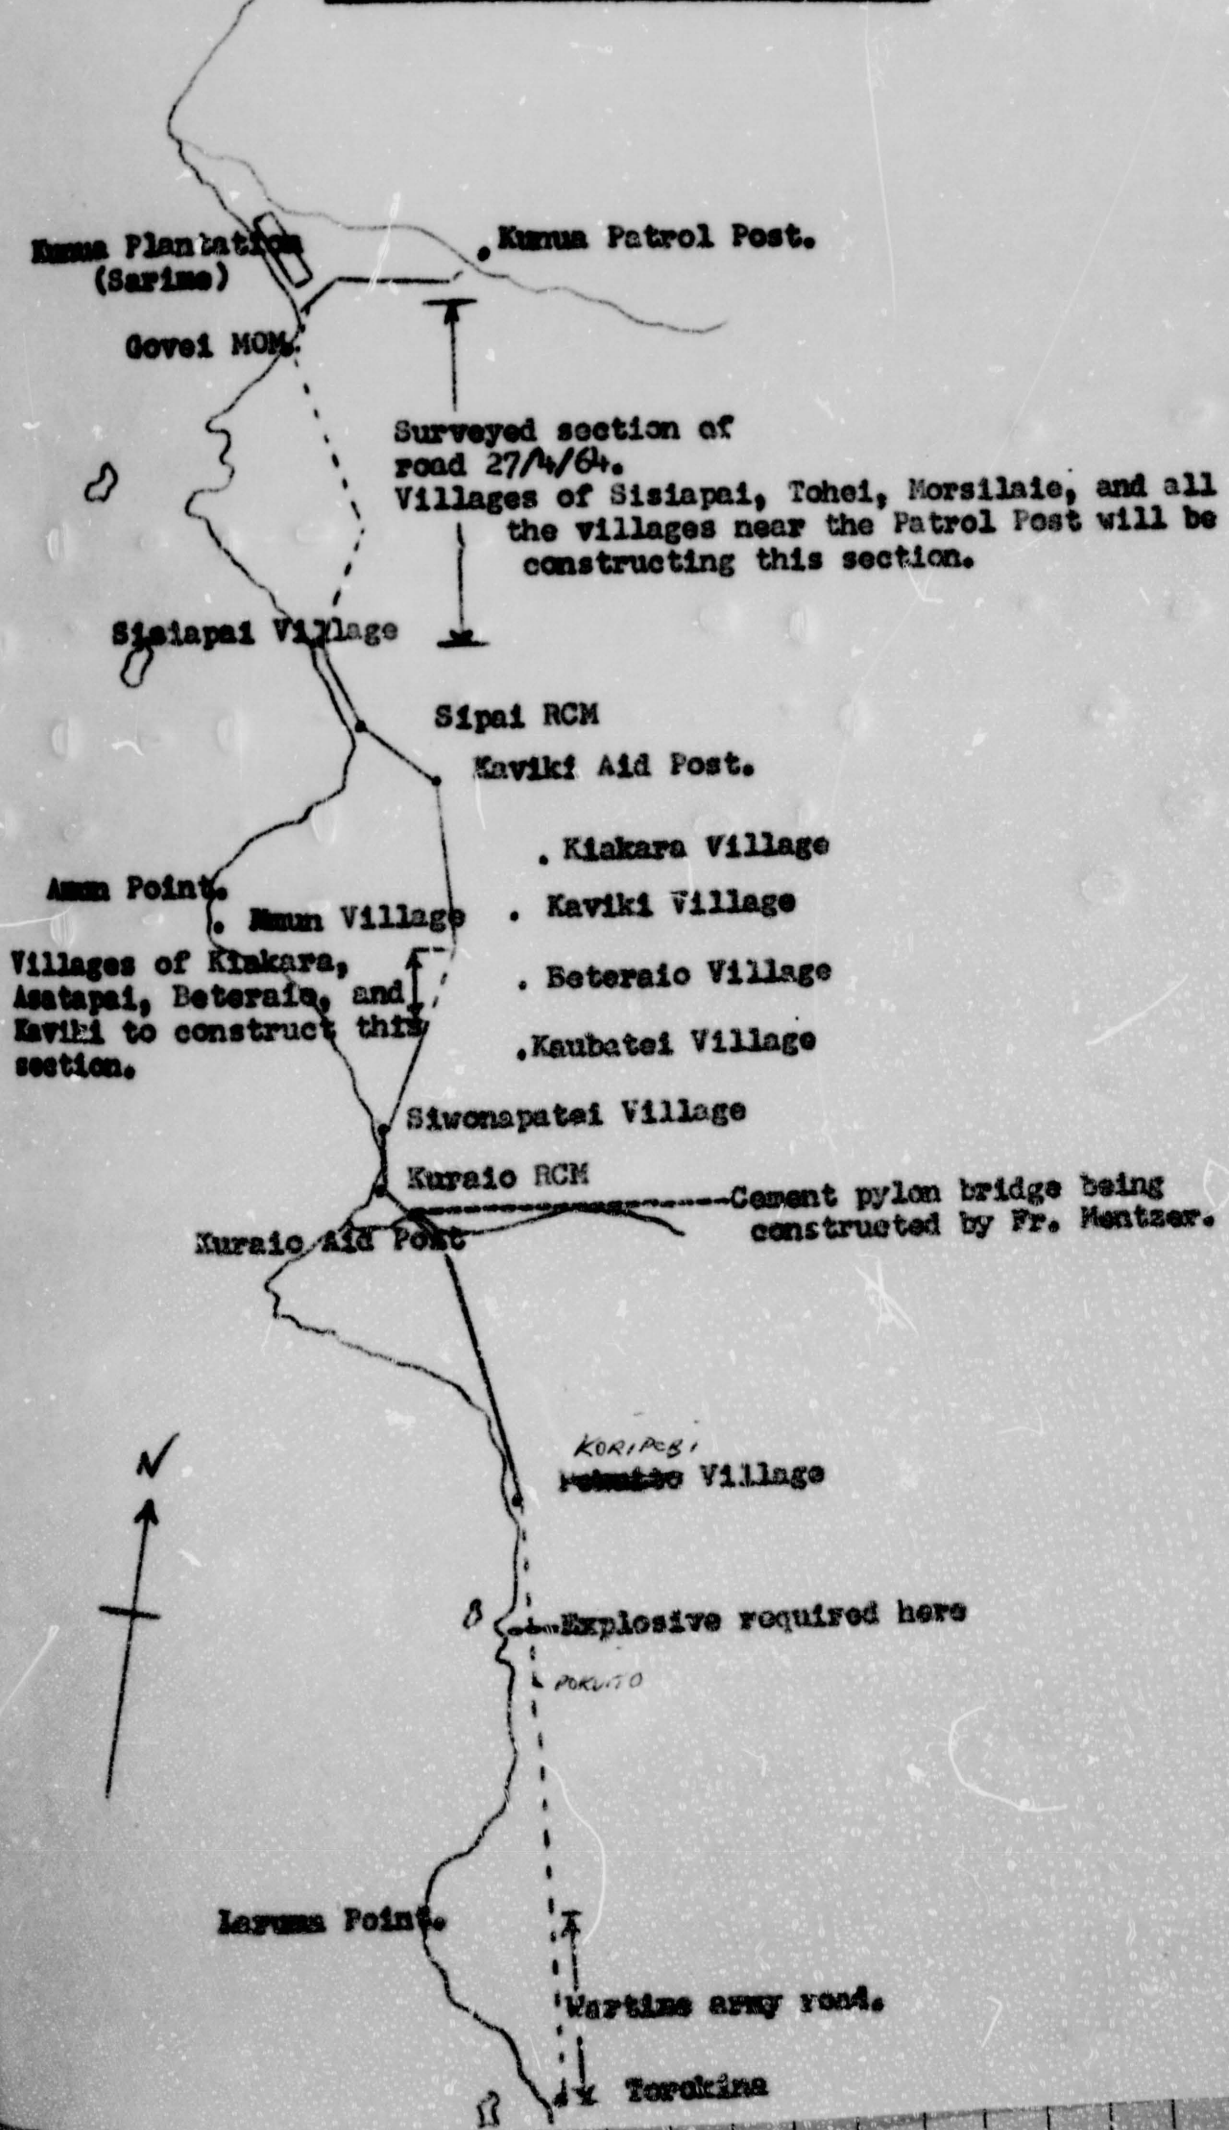 Kunua Plantation
(Sarime)
Kunua Patrol Post.
Govei MOM.
Surveyed section of
road 27/4/64.
Villages of Sisiapai, Tohei, Morsilaie, and all
the villages near the Patrol Post will be
constructing this section.
Sisiapai Village
Sipai RCM
Kaviki Aid Post.
Kiakara Village
Amun Point.
Amun Village
Kaviki Village
Villages of Kiakara,
Asatapai, Beteraio, and
Kaviki to construct this
section.
Beteraio Village
Kaubatei Village
Siwonapatei Village
Kuraio RCM
Cement pylon bridge being
constructed by Fr. Mentzer.
Kuraio Aid Post
N
KORIPOBI
Village
Explosive required here
POKUITO
Laruma Point.
Wartime army road.
Torokina